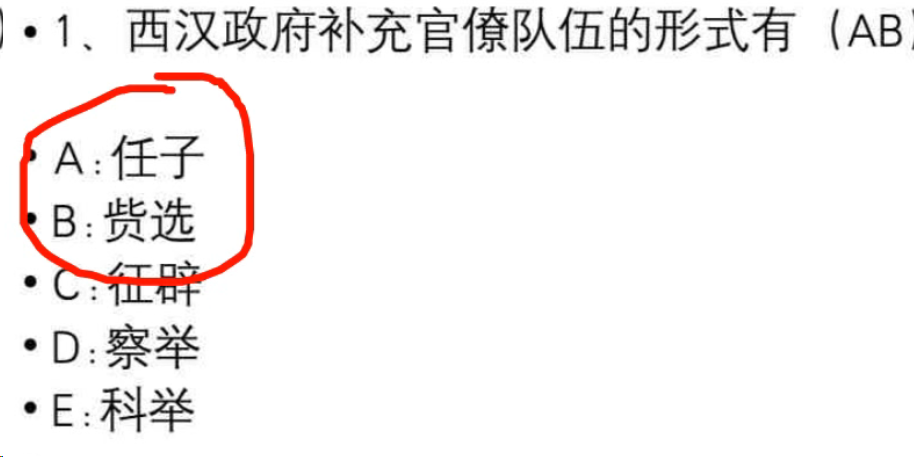 • 1、西汉政府补充官僚队伍的形式有（AB）
• A:任子
• B:赀选
• C:征辟
• D:察举
• E:科举